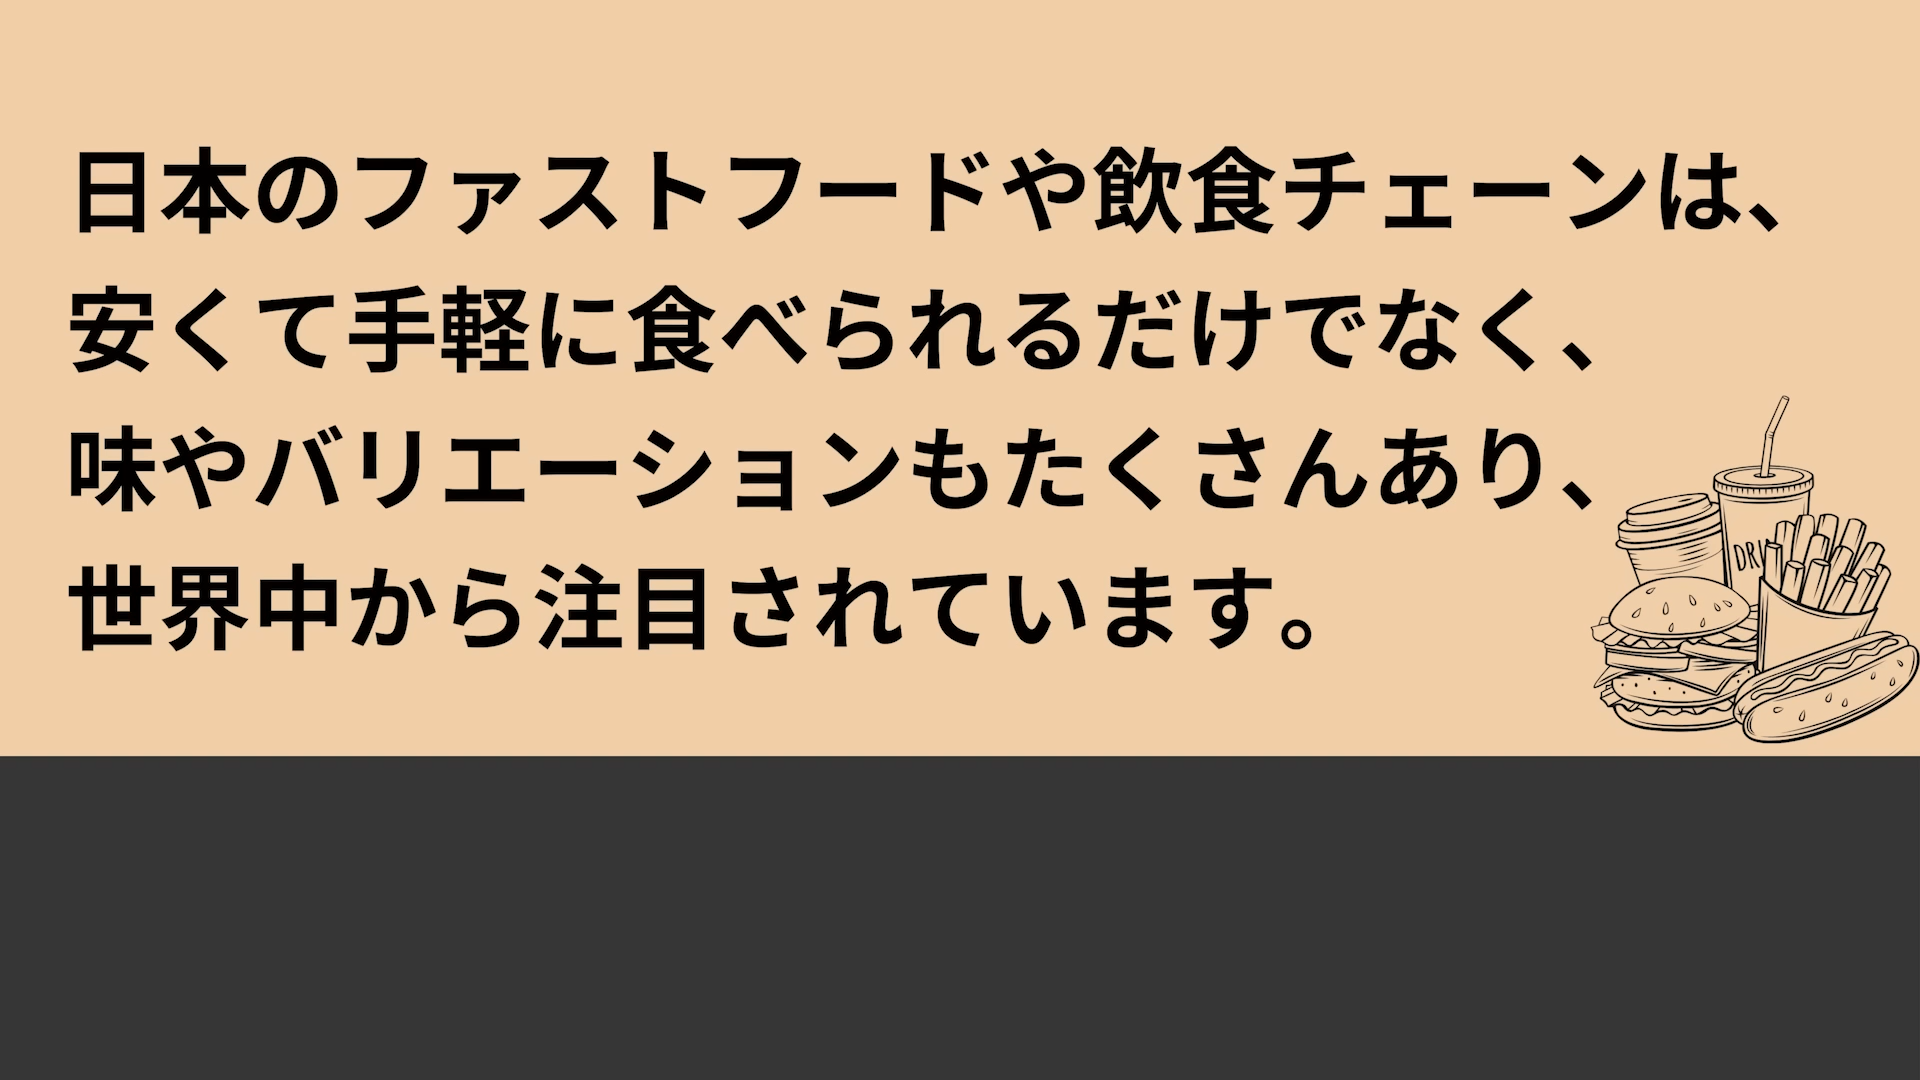 日本のファストフードや飲食チェーンは、
安くて手軽に食べられるだけでなく、
味やバリエーションもたくさんあり、
世界中から注目されています。
DRI